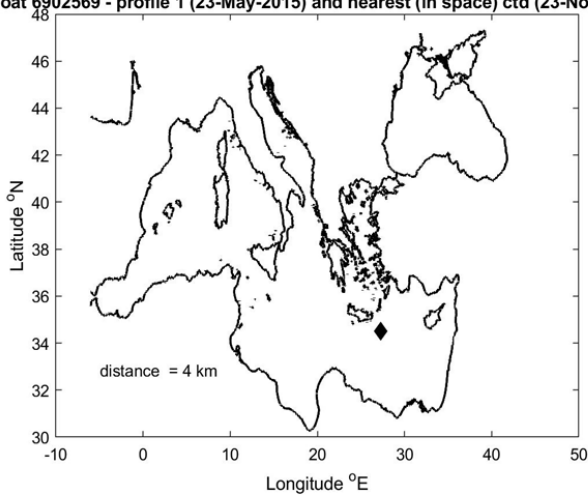 oat 6902569 - profile 1 (23-May-2015) and nearest (in space) ctd (23-No
48
46
44
42
40
38
36
34
32
30
Latitude °N
distance = 4 km
-10 0 10 20 30 40 50
Longitude °E